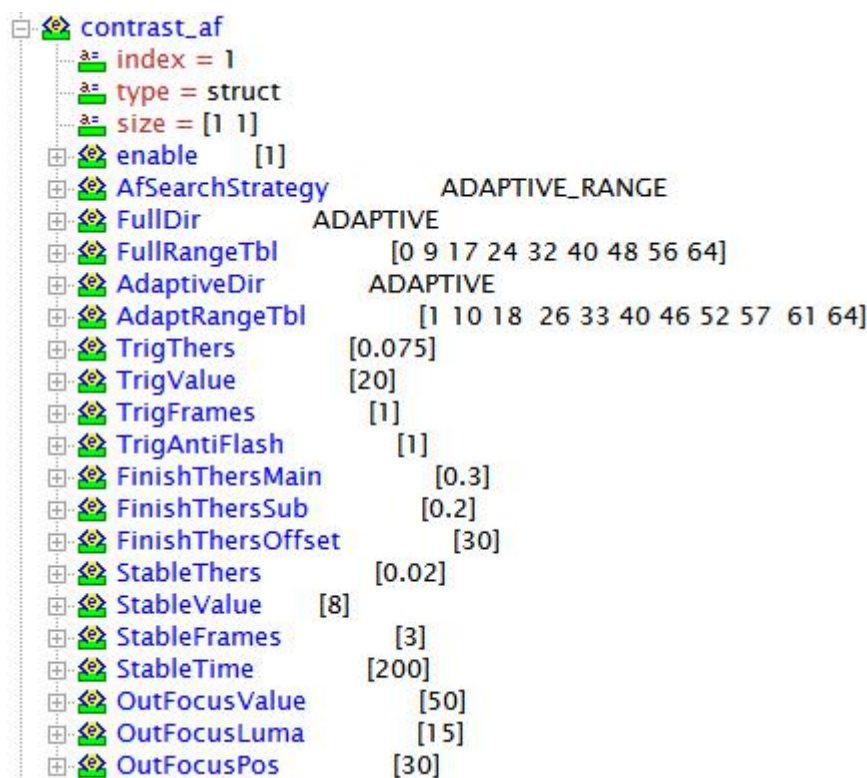 contrast_af
index = 1
type = struct
size = [1 1]
enable [1]
AfSearchStrategy ADAPTIVE_RANGE
FullDir ADAPTIVE
FullRangeTbl [0 9 17 24 32 40 48 56 64]
AdaptiveDir ADAPTIVE
AdaptRangeTbl [1 10 18 26 33 40 46 52 57 61 64]
TrigThers [0.075]
TrigValue [20]
TrigFrames [1]
TrigAntiFlash [1]
FinishThersMain [0.3]
FinishThersSub [0.2]
FinishThersOffset [30]
StableThers [0.02]
StableValue [8]
StableFrames [3]
StableTime [200]
OutFocusValue [50]
OutFocusLuma [15]
OutFocusPos [30]